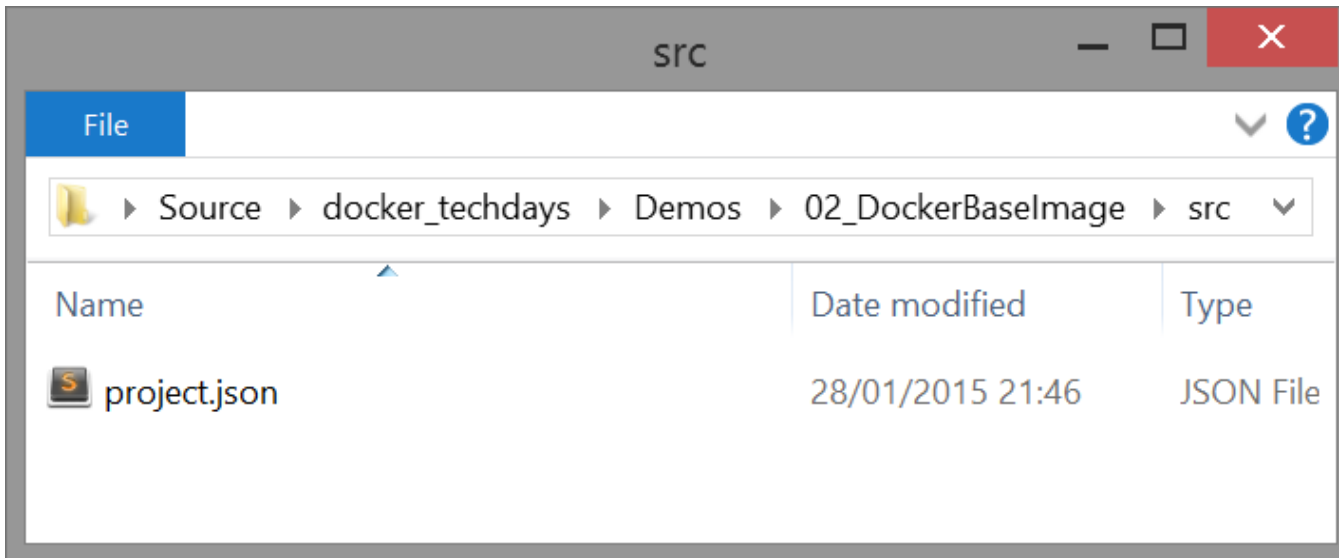 src
File
Source docker_techdays Demos 02_DockerBaseImage src
Name Date modified Type
project.json 28/01/2015 21:46 JSON File